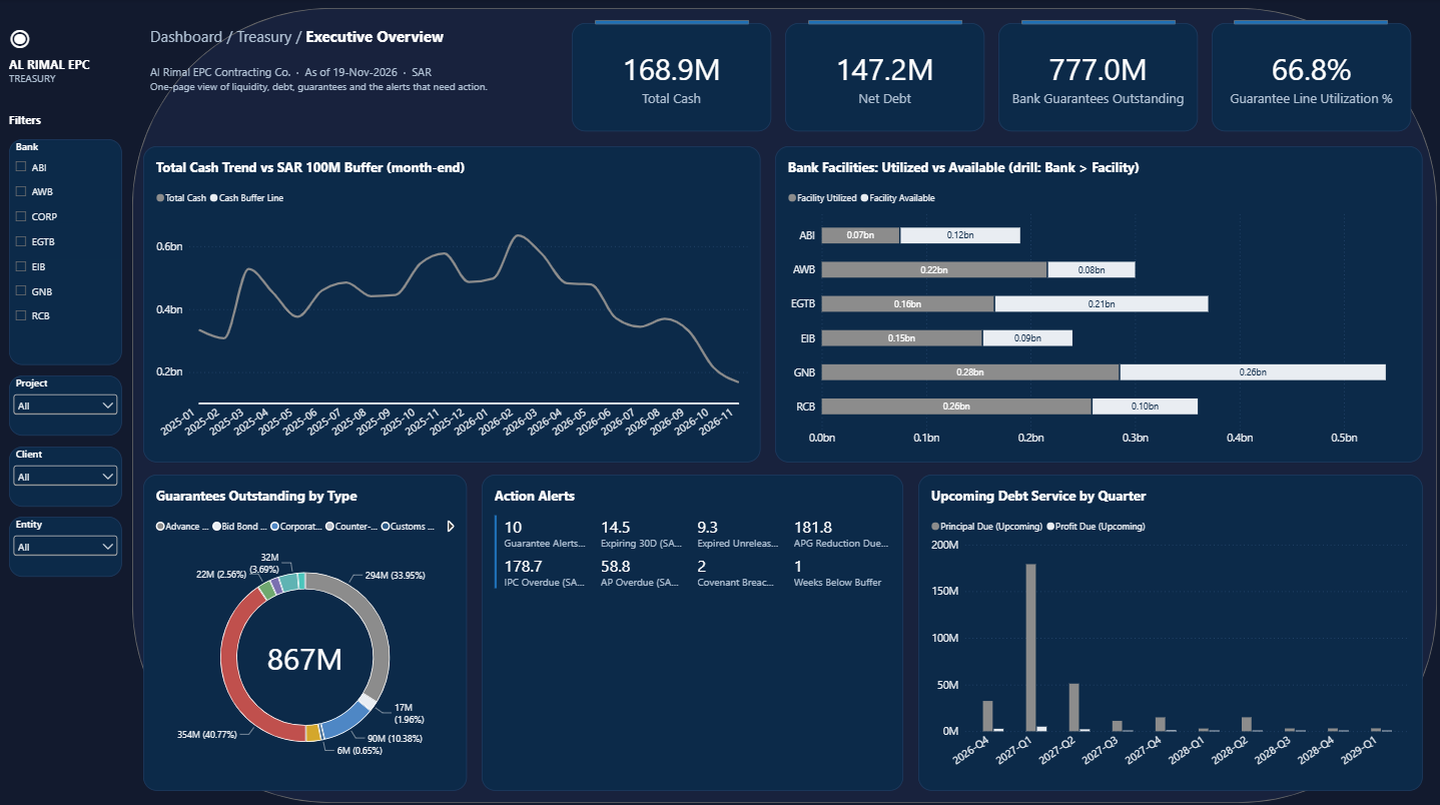 AL RIMAL EPC
TREASURY
Filters
Bank
ABI
AWB
CORP
EGTB
EIB
GNB
RCB
Project
All
Client
All
Entity
All
Dashboard / Treasury / Executive Overview
Al Rimal EPC Contracting Co. · As of 19-Nov-2026 · SAR
One-page view of liquidity, debt, guarantees and the alerts that need action.
168.9M
Total Cash
147.2M
Net Debt
777.0M
Bank Guarantees Outstanding
66.8%
Guarantee Line Utilization %
Total Cash Trend vs SAR 100M Buffer (month-end)
Total Cash Cash Buffer Line
0.6bn
0.4bn
0.2bn
2025-01 2025-02 2025-03 2025-04 2025-05 2025-06 2025-07 2025-08 2025-09 2025-10 2025-11 2025-12 2026-01 2026-02 2026-03 2026-04 2026-05 2026-06 2026-07 2026-08 2026-09 2026-10 2026-11
Bank Facilities: Utilized vs Available (drill: Bank > Facility)
Facility Utilized Facility Available
ABI 0.07bn 0.12bn
AWB 0.22bn 0.08bn
EGTB 0.16bn 0.21bn
EIB 0.15bn 0.09bn
GNB 0.28bn 0.26bn
RCB 0.26bn 0.10bn
0.0bn 0.1bn 0.2bn 0.3bn 0.4bn 0.5bn
Guarantees Outstanding by Type
Advance ... Bid Bond ... Corporat... Counter-... Customs ...
32M
(3.69%)
22M (2.56%)
294M (33.95%)
867M
17M
(1.96%)
354M (40.77%)
90M (10.38%)
6M (0.65%)
Action Alerts
10 14.5 9.3 181.8
Guarantee Alerts... Expiring 30D (SA... Expired Unreleas... APG Reduction Due...
178.7 58.8 2 1
IPC Overdue (SA... AP Overdue (SA... Covenant Breac... Weeks Below Buffer
Upcoming Debt Service by Quarter
Principal Due (Upcoming) Profit Due (Upcoming)
200M
150M
100M
50M
0M
2026-Q4 2027-Q1 2027-Q2 2027-Q3 2027-Q4 2028-Q1 2028-Q2 2028-Q3 2028-Q4 2029-Q1